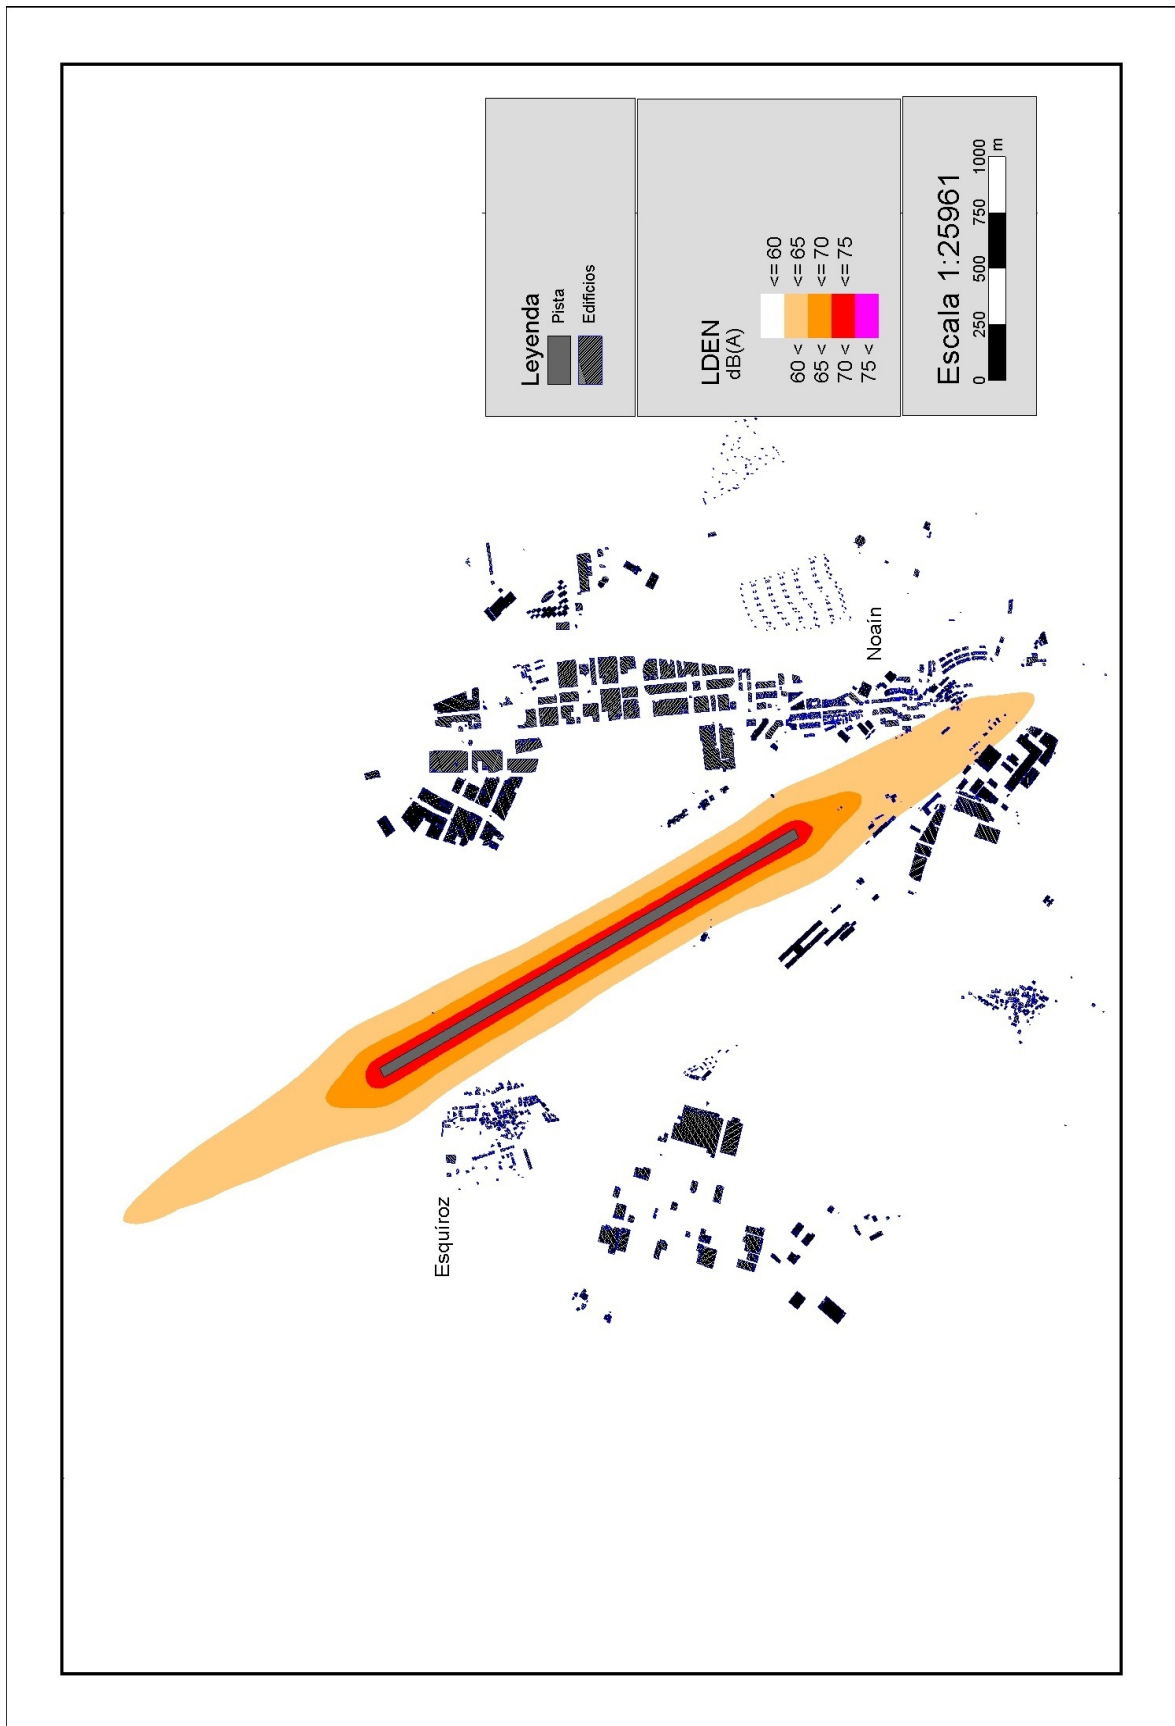 Leyenda
Pista
Edificios
LDEN
dB(A)
<= 60
60 < <= 65
65 < <= 70
70 < <= 75
75 <
Escala 1:25961
0 250 500 750 1000
m
Noaín
Esquíroz